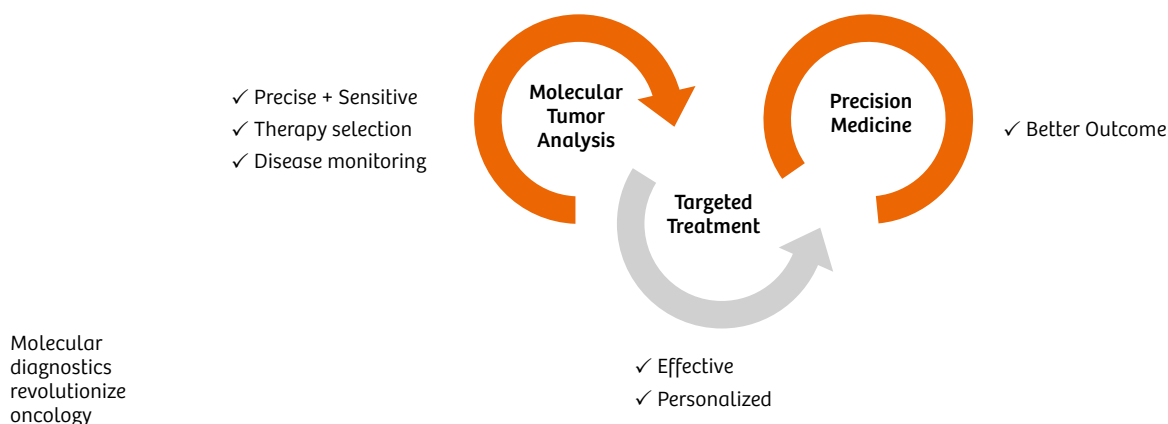 ✓ Precise + Sensitive
✓ Therapy selection
✓ Disease monitoring
Molecular
Tumor
Analysis
Targeted
Treatment
✓ Effective
✓ Personalized
Precision
Medicine
✓ Better Outcome
Molecular
diagnostics
revolutionize
oncology